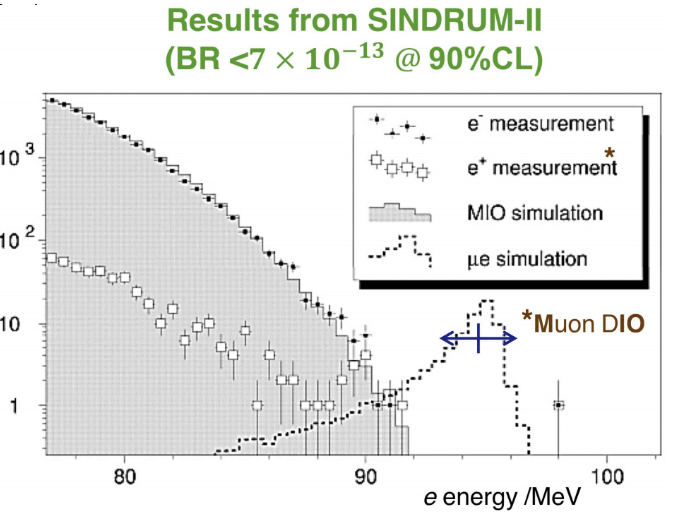 Results from SINDRUM-II
(BR <7 × 10⁻¹³ @ 90%CL)
e⁻ measurement
e⁺ measurement*
MIO simulation
μe simulation
*Muon DIO
10³
10²
10
1
80
90
100
e energy /MeV